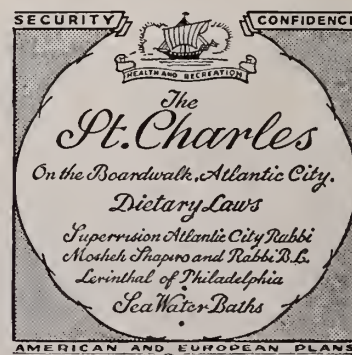 SECURITY
CONFIDENCE
HEALTH AND RECREATION
The
St. Charles
On the Boardwalk, Atlantic City.
Dietary Laws
Supervision Atlantic City Rabbi
Mosheh Shapiro and Rabbi B.L.
Levinthal of Philadelphia
Sea Water Baths
AMERICAN AND EUROPEAN PLANS